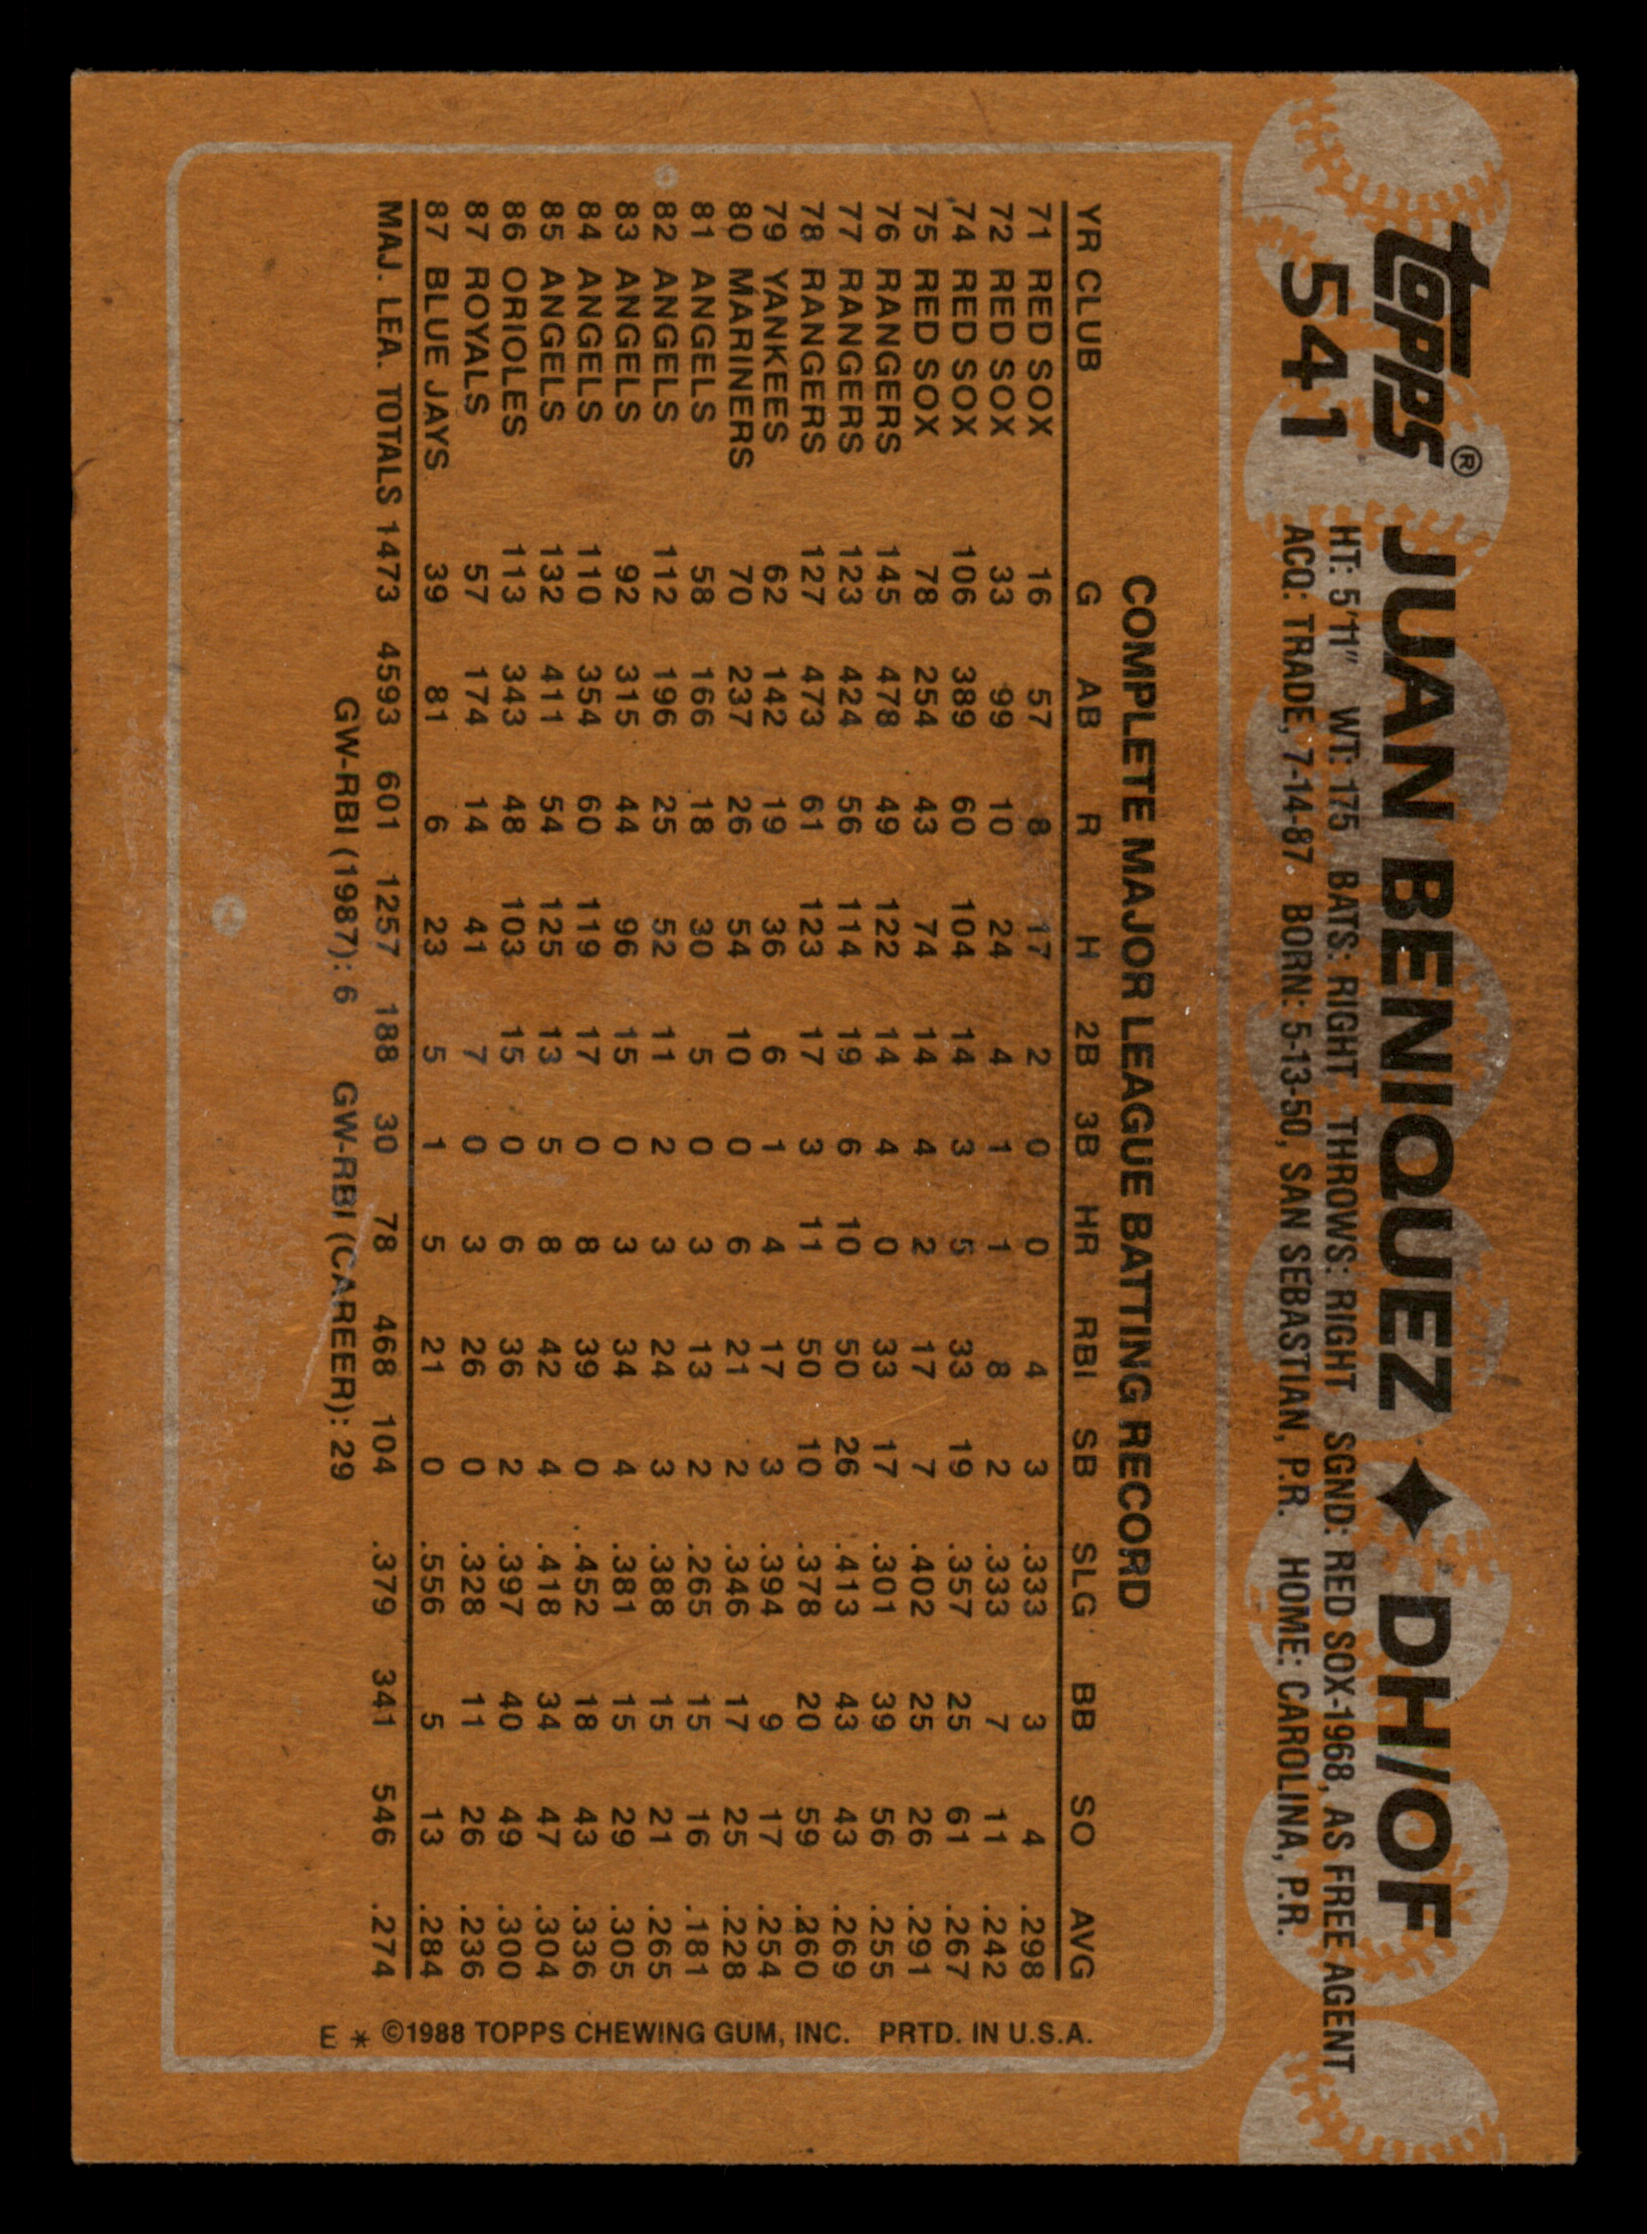 topps®
541
JUAN BENIQUEZ ✦ DH/OF
HT: 5'11" WT: 175 BATS: RIGHT THROWS: RIGHT SGND: RED SOX-1968, AS FREE AGENT
ACQ: TRADE, 7-14-87 BORN: 5-13-50, SAN SEBASTIAN, P.R. HOME: CAROLINA, P.R.
COMPLETE MAJOR LEAGUE BATTING RECORD
YR CLUB G AB R H 2B 3B HR RBI SB SLG BB SO AVG
71 RED SOX 16 57 8 17 2 0 0 4 3 .333 3 4 .298
72 RED SOX 33 99 10 24 4 1 1 8 2 .333 7 11 .242
74 RED SOX 106 389 60 104 14 3 5 33 19 .357 25 61 .267
75 RED SOX 78 254 43 74 14 4 2 17 7 .402 25 26 .291
76 RANGERS 145 478 49 122 14 4 0 33 17 .301 39 56 .255
77 RANGERS 123 424 56 114 19 6 10 50 26 .413 43 43 .269
78 RANGERS 127 473 61 123 17 3 11 50 10 .378 20 59 .260
79 YANKEES 62 142 19 36 6 1 4 17 3 .394 9 17 .254
80 MARINERS 70 237 26 54 10 0 6 21 2 .346 17 25 .228
81 ANGELS 58 166 18 30 5 0 3 13 2 .265 15 16 .181
82 ANGELS 112 196 25 52 11 2 3 24 3 .388 15 21 .265
83 ANGELS 92 315 44 96 15 0 3 34 4 .381 15 29 .305
84 ANGELS 110 354 60 119 17 0 8 39 0 .452 18 43 .336
85 ANGELS 132 411 54 125 13 5 8 42 4 .418 34 47 .304
86 ORIOLES 113 343 48 103 15 0 6 36 2 .397 40 49 .300
87 ROYALS 57 174 14 41 7 0 3 26 0 .328 11 26 .236
87 BLUE JAYS 39 81 6 23 5 1 5 21 0 .556 5 13 .284
MAJ. LEA. TOTALS 1473 4593 601 1257 188 30 78 468 104 .379 341 546 .274
GW-RBI (1987): 6 GW-RBI (CAREER): 29
E * ©1988 TOPPS CHEWING GUM, INC. PRTD. IN U.S.A.